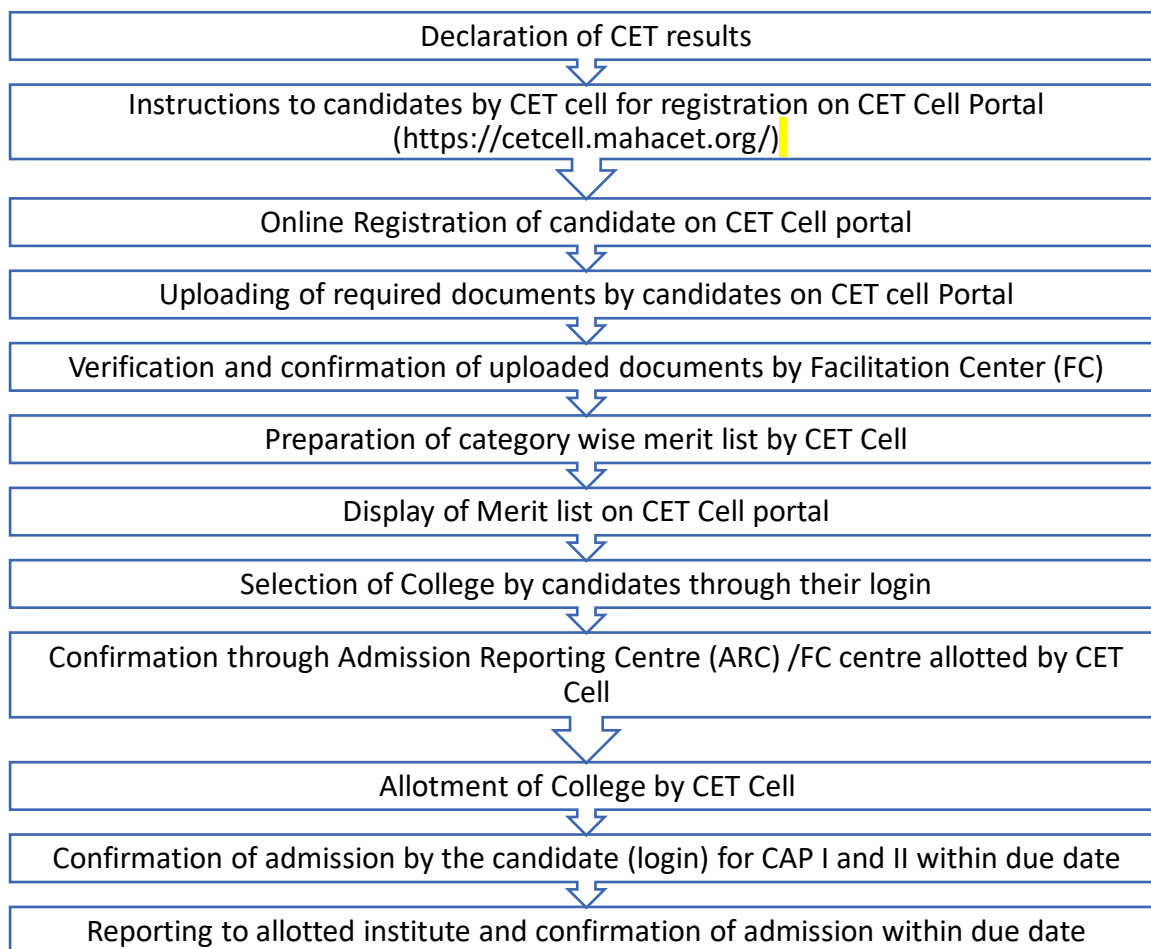 Declaration of CET results
Instructions to candidates by CET cell for registration on CET Cell Portal
(https://cetcell.mahacet.org/)
Online Registration of candidate on CET Cell portal
Uploading of required documents by candidates on CET cell Portal
Verification and confirmation of uploaded documents by Facilitation Center (FC)
Preparation of category wise merit list by CET Cell
Display of Merit list on CET Cell portal
Selection of College by candidates through their login
Confirmation through Admission Reporting Centre (ARC) /FC centre allotted by CET
Cell
Allotment of College by CET Cell
Confirmation of admission by the candidate (login) for CAP I and II within due date
Reporting to allotted institute and confirmation of admission within due date